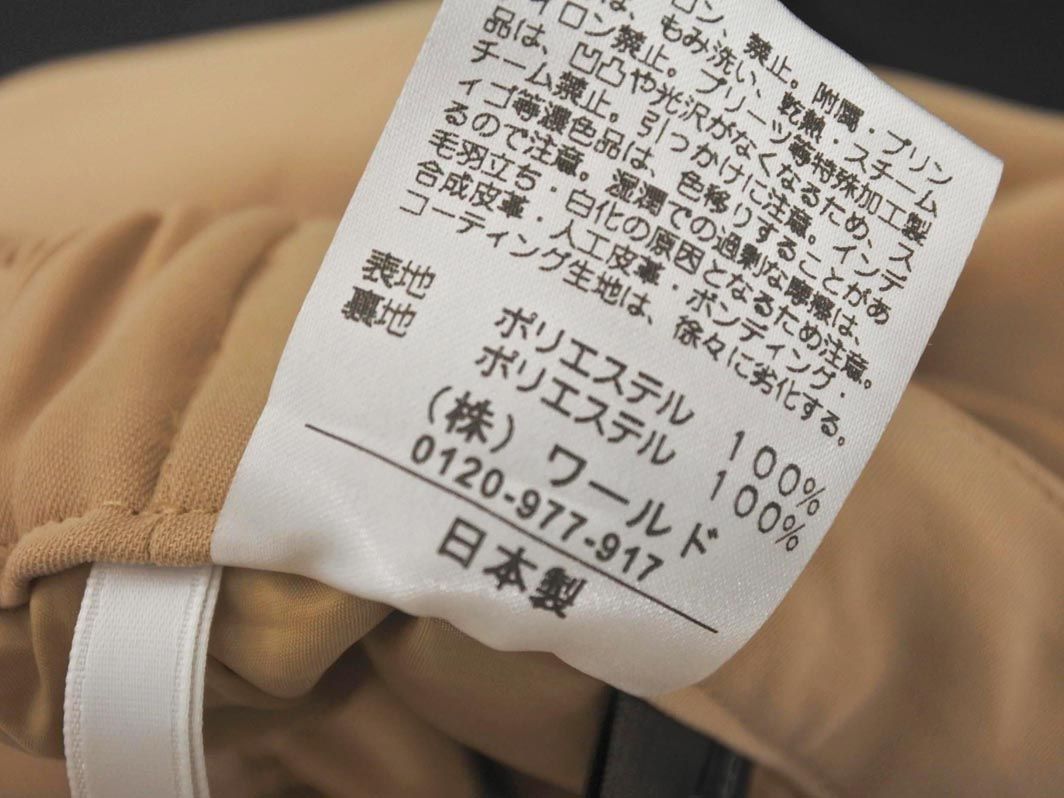 ロン、禁止。附属・プリン
は、もみ洗い、乾熱・スチーム
イロン禁止。プリーツ等特殊加工製
品は、凹凸や光沢がなくなるため、ス
チーム禁止。引っかけに注意。インデ
ィゴ等濃色品は、色移りすることがあ
るので注意。湿潤での過剰な摩擦は、
毛羽立ち・白化の原因となるため注意。
合成皮革・人工皮革・ボンディング・
コーティング生地は、徐々に劣化する。
表地 ポリエステル 100%
裏地 ポリエステル 100%
(株)ワールド
0120-977-917
日本製